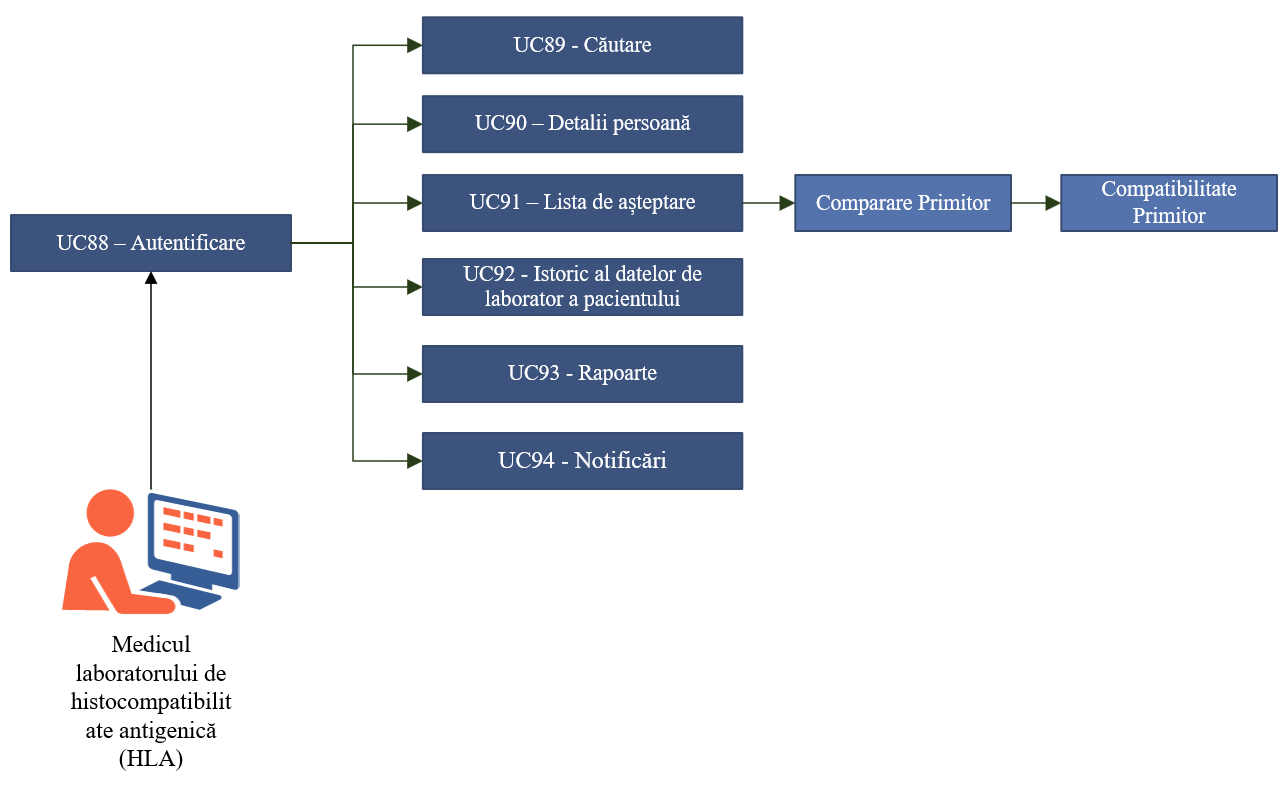 UC89 - Căutare
UC90 – Detalii persoană
UC91 – Lista de așteptare
Comparare Primitor
Compatibilitate
Primitor
UC88 – Autentificare
UC92 - Istoric al datelor de
laborator a pacientului
UC93 - Rapoarte
UC94 - Notificări
Medicul
laboratorului de
histocompatibilit
ate antigenică
(HLA)